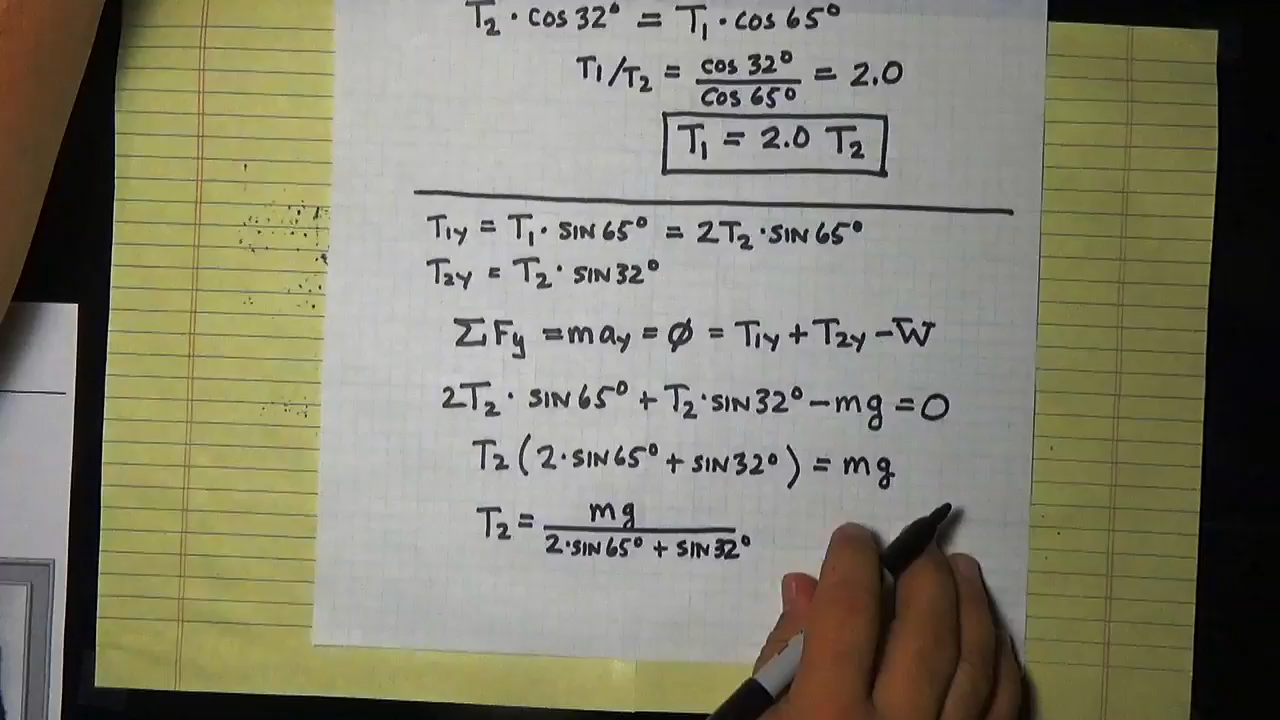 T2 · cos 32° = T1 · cos 65°
T1/T2 = cos 32° / cos 65° = 2.0
T1 = 2.0 T2
T1y = T1 · SIN 65° = 2T2 · SIN 65°
T2y = T2 · SIN 32°
ΣFy = may = ∅ = T1y + T2y - W
2T2 · SIN 65° + T2 · SIN 32° - mg = 0
T2 ( 2 · SIN 65° + SIN 32° ) = mg
T2 = mg / 2 · SIN 65° + SIN 32°